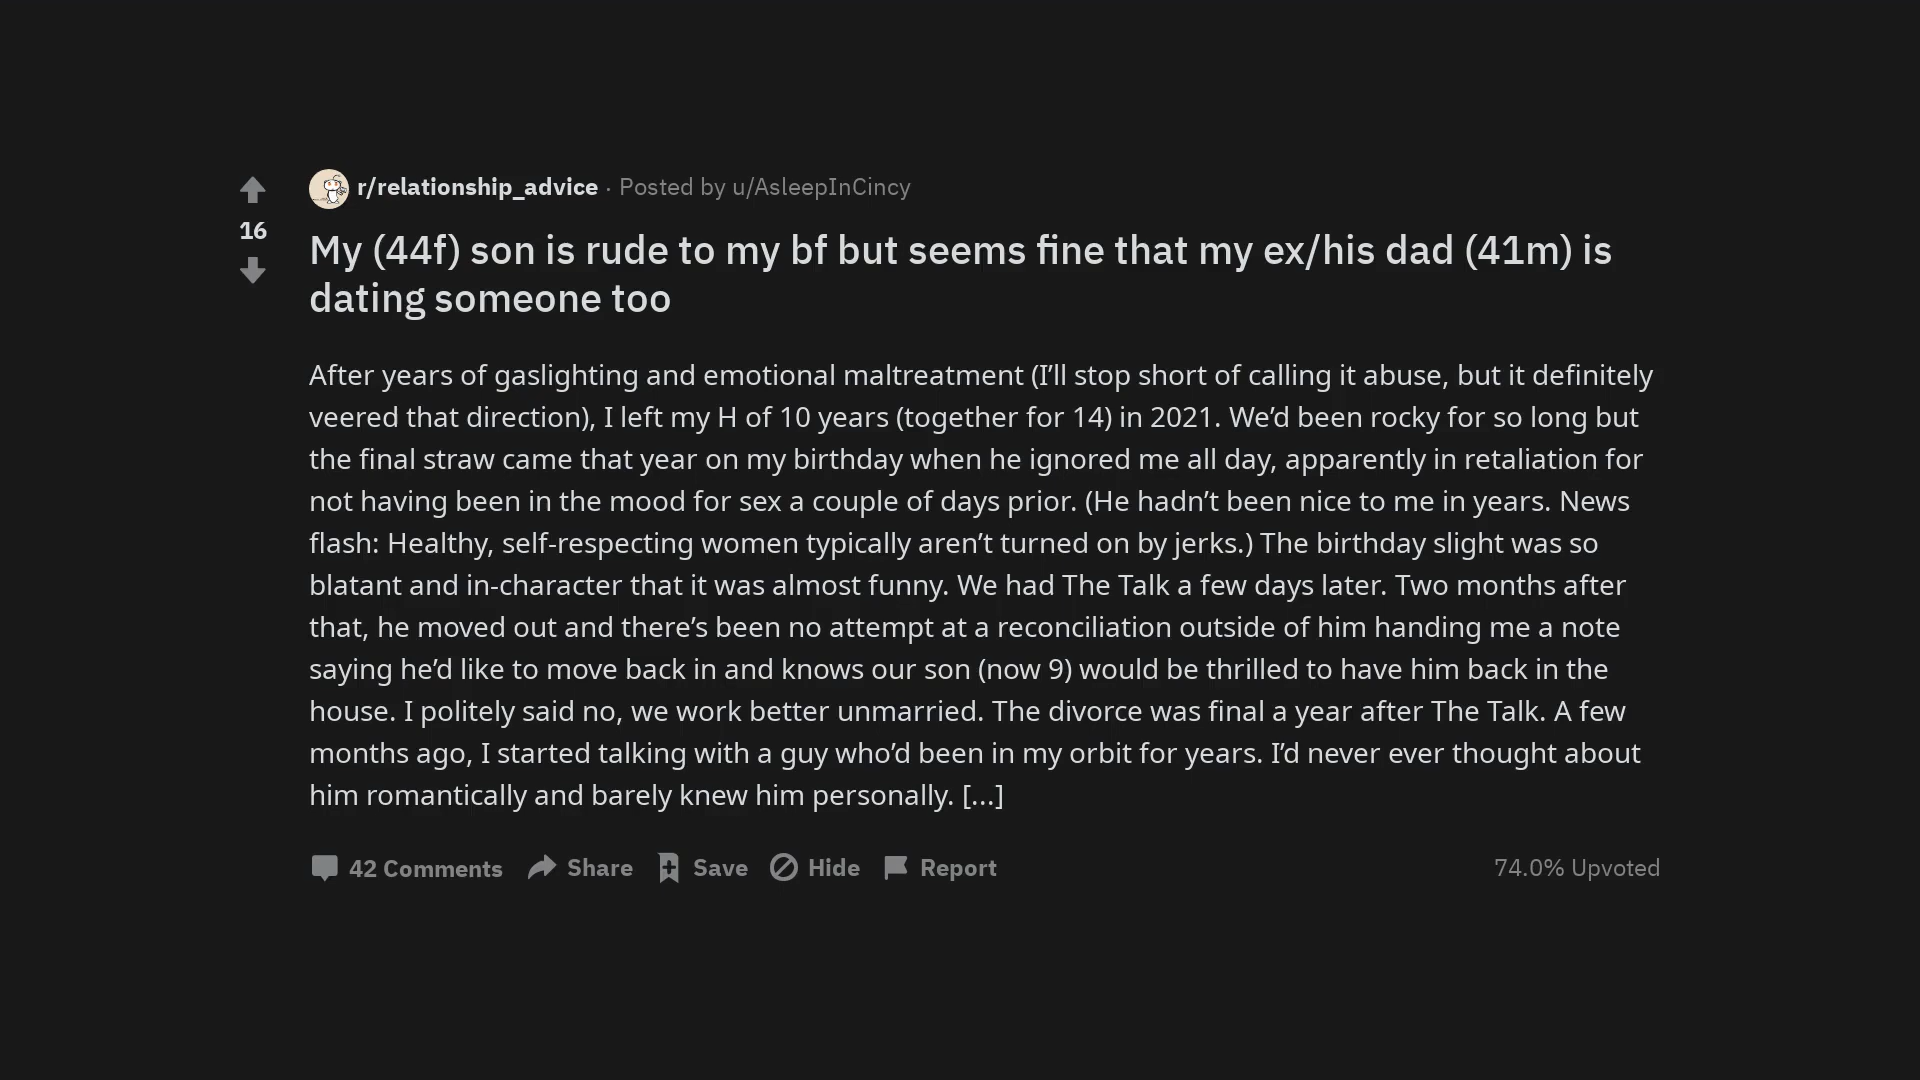 r/relationship_advice · Posted by u/AsleepInCincy
16
My (44f) son is rude to my bf but seems fine that my ex/his dad (41m) is
dating someone too
After years of gaslighting and emotional maltreatment (I’ll stop short of calling it abuse, but it definitely
veered that direction), I left my H of 10 years (together for 14) in 2021. We’d been rocky for so long but
the final straw came that year on my birthday when he ignored me all day, apparently in retaliation for
not having been in the mood for sex a couple of days prior. (He hadn’t been nice to me in years. News
flash: Healthy, self-respecting women typically aren’t turned on by jerks.) The birthday slight was so
blatant and in-character that it was almost funny. We had The Talk a few days later. Two months after
that, he moved out and there’s been no attempt at a reconciliation outside of him handing me a note
saying he’d like to move back in and knows our son (now 9) would be thrilled to have him back in the
house. I politely said no, we work better unmarried. The divorce was final a year after The Talk. A few
months ago, I started talking with a guy who’d been in my orbit for years. I’d never ever thought about
him romantically and barely knew him personally. [...]
42 Comments Share Save Hide Report 74.0% Upvoted